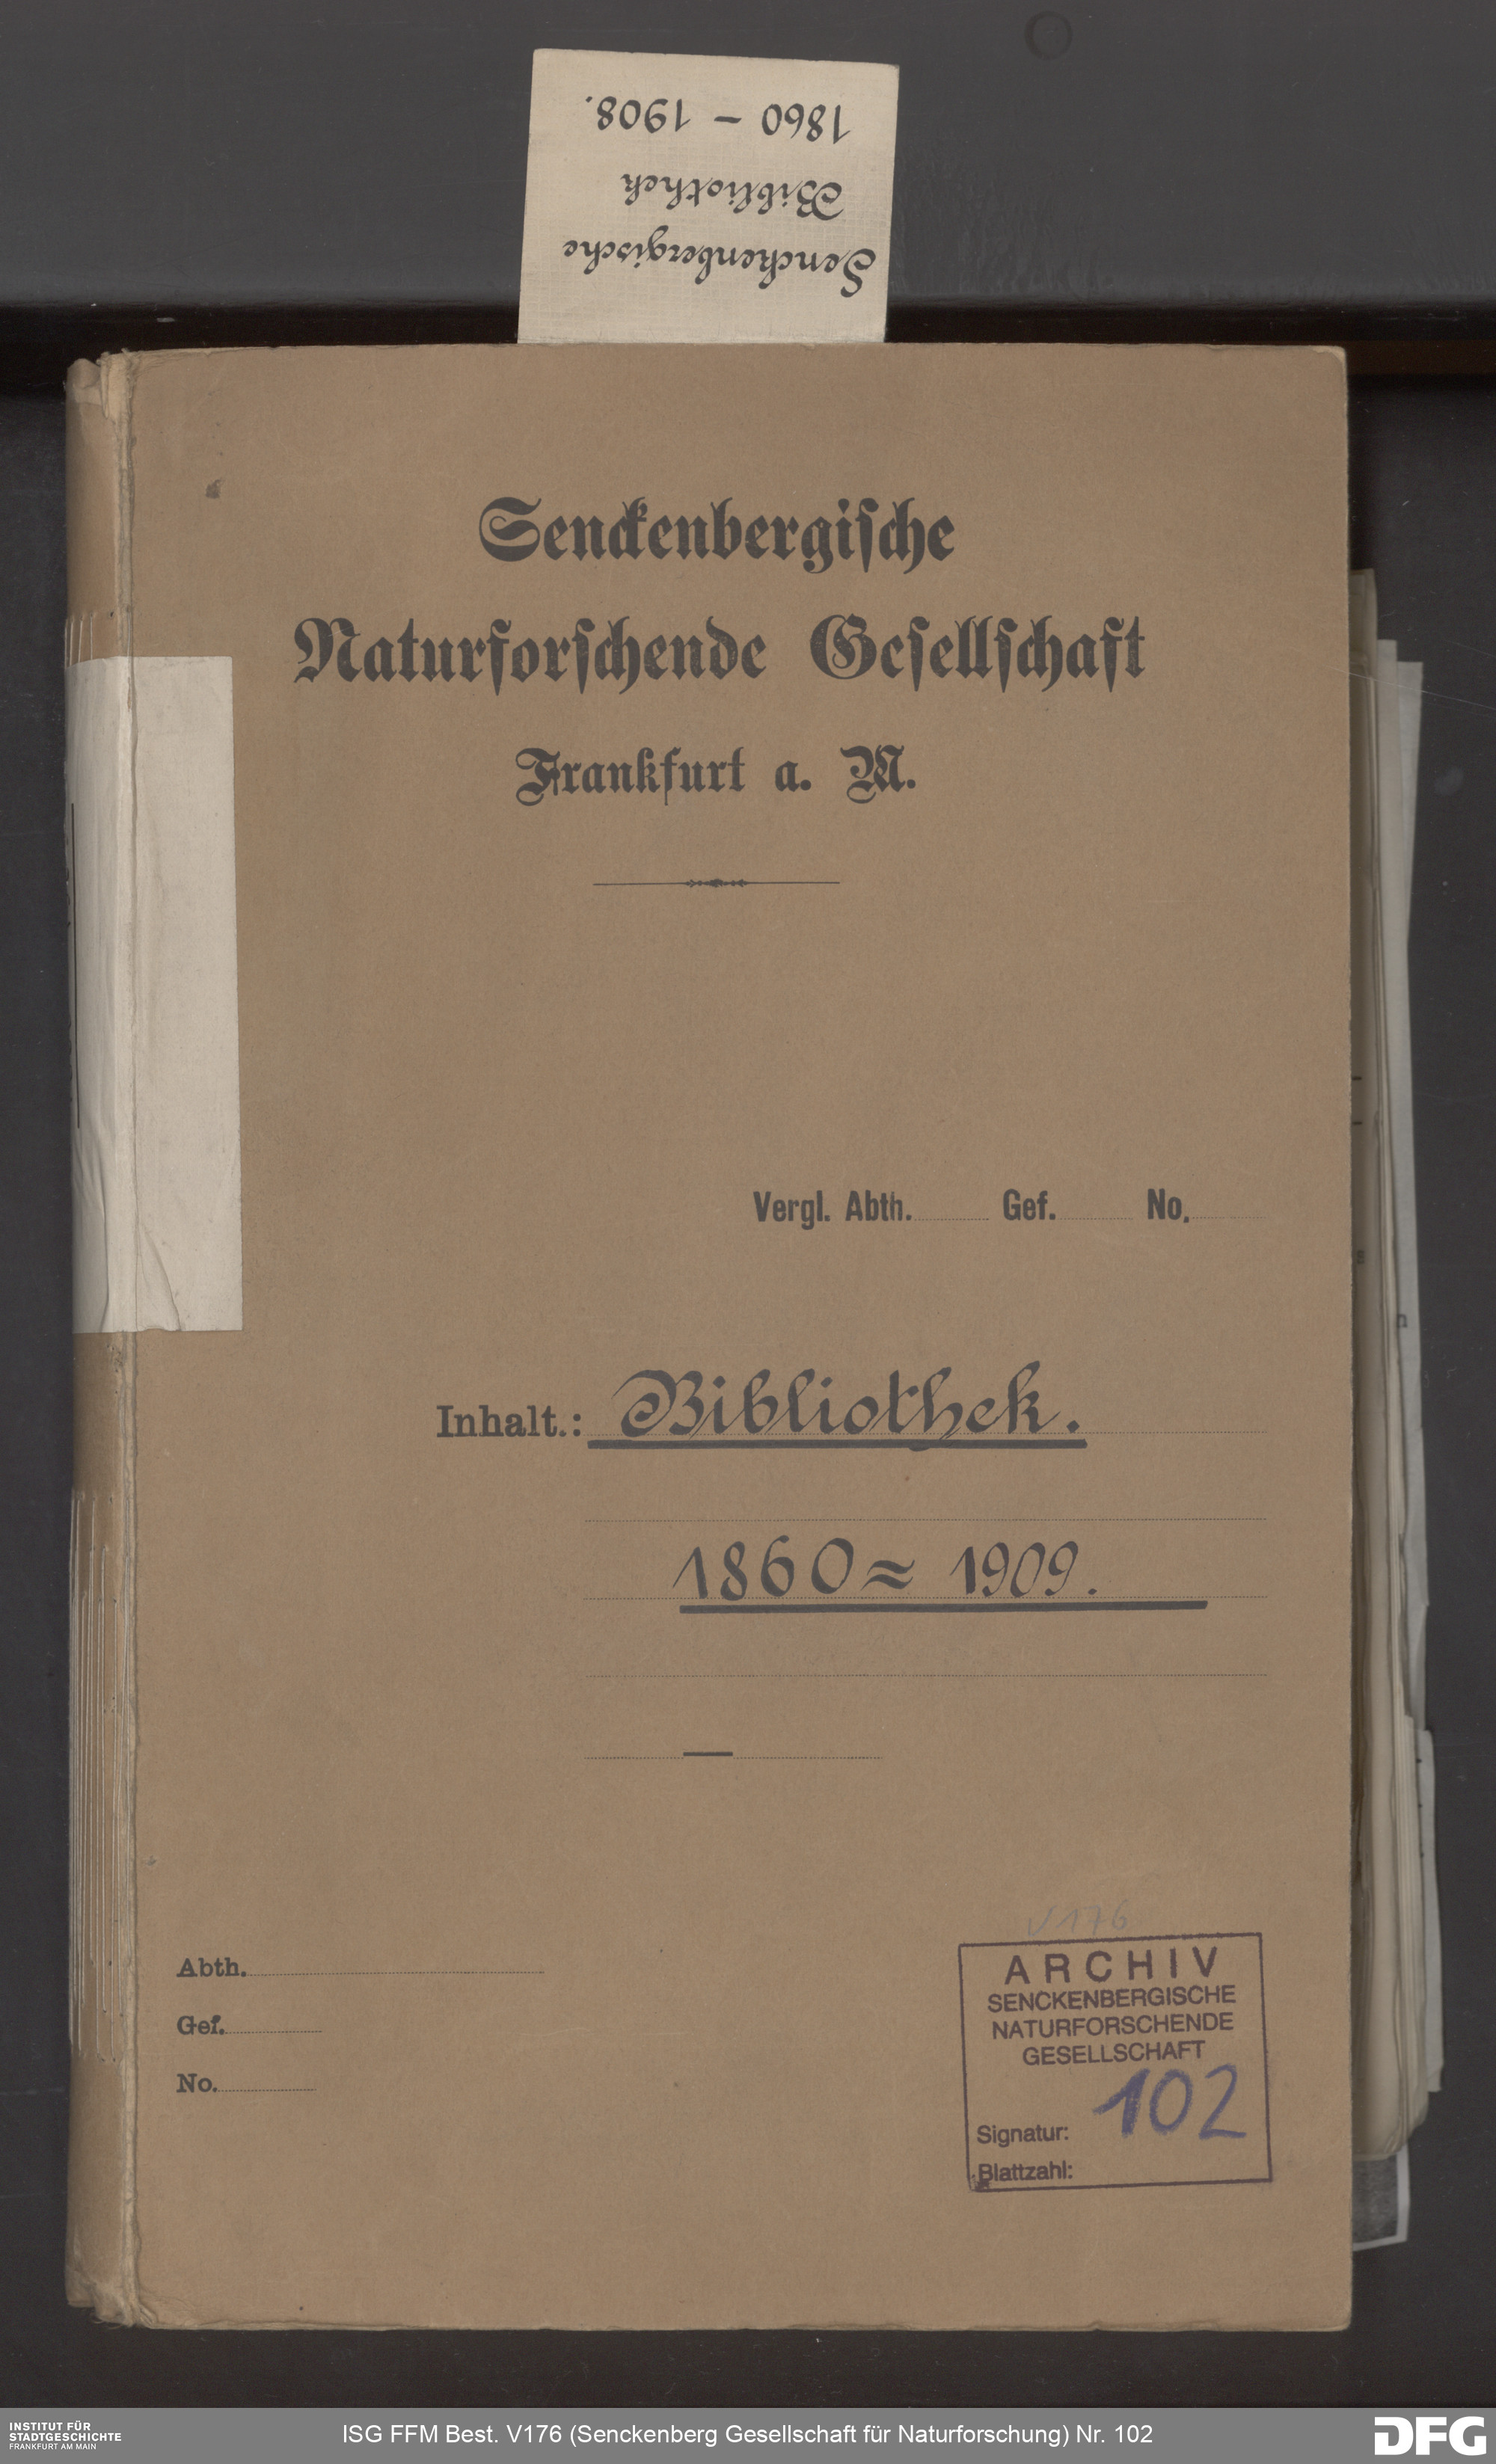 Senckenbergische
Bibliothek
1860 – 1908.
Senckenbergische
Naturforschende Gesellschaft
Frankfurt a. M.
Vergl. Abth. Gef. No.
Inhalt.: Bibliothek.
1860 ≈ 1909.
Abth.
Gef.
No.
V 176
ARCHIV
SENCKENBERGISCHE
NATURFORSCHENDE
GESELLSCHAFT
102
Signatur:
Blattzahl:
INSTITUT FÜR
STADTGESCHICHTE
FRANKFURT AM MAIN
ISG FFM Best. V176 (Senckenberg Gesellschaft für Naturforschung) Nr. 102
DFG